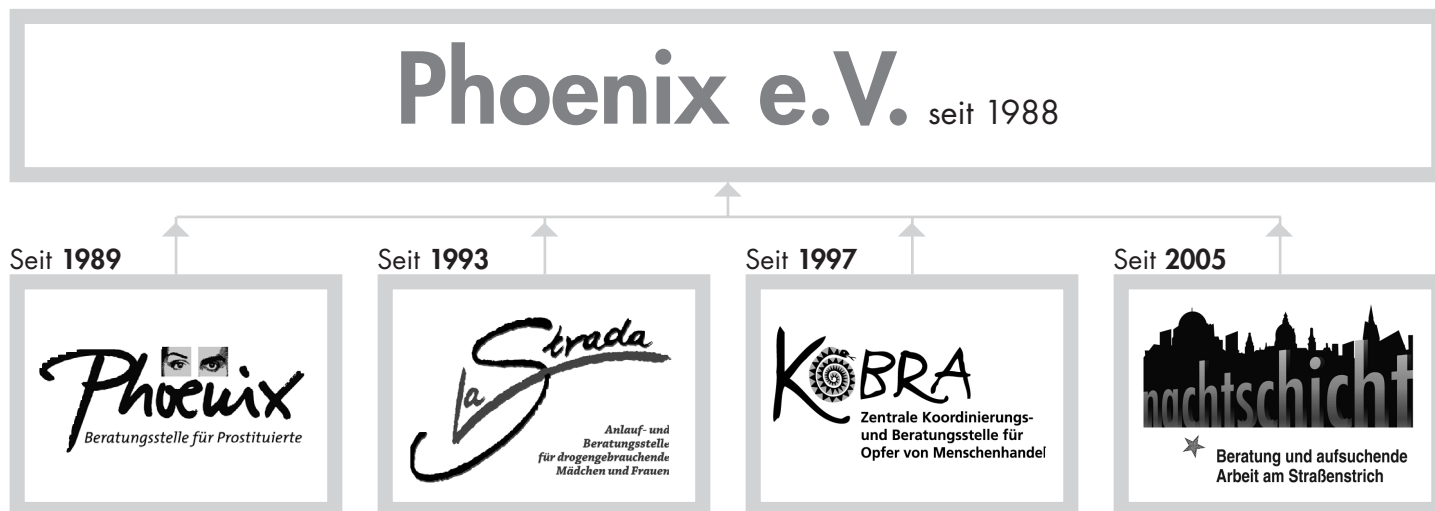 Phoenix e.V. seit 1988
Seit 1989
Phoenix
Beratungsstelle für Prostituierte
Seit 1993
La Strada
Anlauf- und
Beratungsstelle
für drogengebrauchende
Mädchen und Frauen
Seit 1997
KOBRA
Zentrale Koordinierungs-
und Beratungsstelle für
Opfer von Menschenhandel
Seit 2005
nachtschicht
Beratung und aufsuchende
Arbeit am Straßenstrich